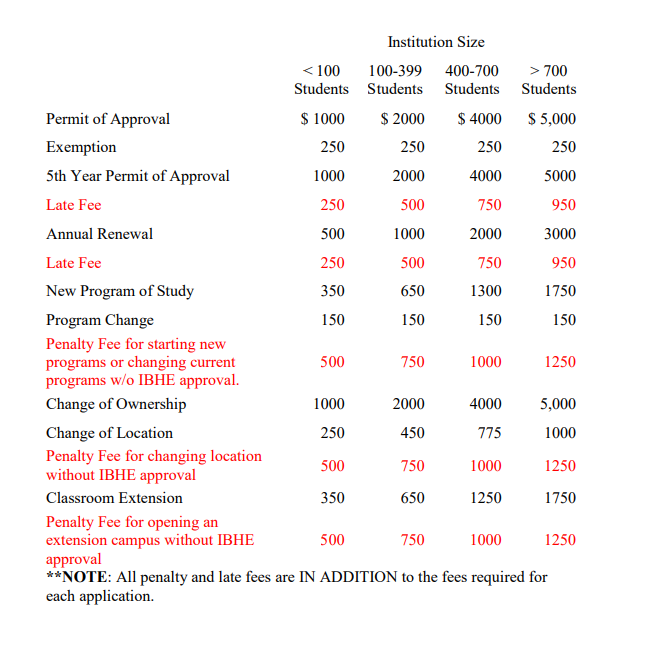 Institution Size
< 100 100-399 400-700 > 700
Students Students Students Students
Permit of Approval $ 1000 $ 2000 $ 4000 $ 5,000
Exemption 250 250 250 250
5th Year Permit of Approval 1000 2000 4000 5000
Late Fee 250 500 750 950
Annual Renewal 500 1000 2000 3000
Late Fee 250 500 750 950
New Program of Study 350 650 1300 1750
Program Change 150 150 150 150
Penalty Fee for starting new
programs or changing current 500 750 1000 1250
programs w/o IBHE approval.
Change of Ownership 1000 2000 4000 5,000
Change of Location 250 450 775 1000
Penalty Fee for changing location
without IBHE approval 500 750 1000 1250
Classroom Extension 350 650 1250 1750
Penalty Fee for opening an
extension campus without IBHE 500 750 1000 1250
approval
**NOTE: All penalty and late fees are IN ADDITION to the fees required for
each application.